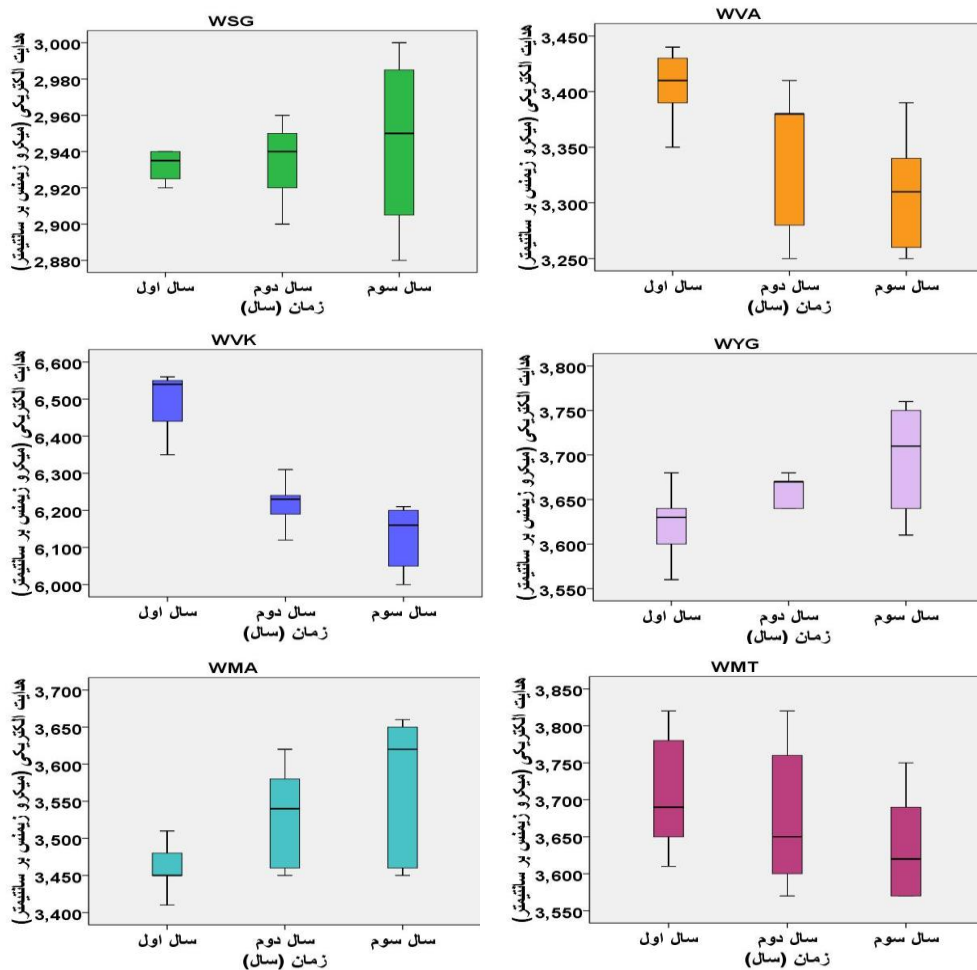 WSG
هدایت الکتریکی (میکرو زیمنس بر سانتیمتر)
3,000
2,980
2,960
2,940
2,920
2,900
2,880
سال اول سال دوم سال سوم
زمان (سال)
WVA
هدایت الکتریکی (میکرو زیمنس بر سانتیمتر)
3,450
3,400
3,350
3,300
3,250
سال اول سال دوم سال سوم
زمان (سال)
WVK
هدایت الکتریکی (میکرو زیمنس بر سانتیمتر)
6,600
6,500
6,400
6,300
6,200
6,100
6,000
سال اول سال دوم سال سوم
زمان (سال)
WYG
هدایت الکتریکی (میکرو زیمنس بر سانتیمتر)
3,800
3,750
3,700
3,650
3,600
3,550
سال اول سال دوم سال سوم
زمان (سال)
WMA
هدایت الکتریکی (میکرو زیمنس بر سانتیمتر)
3,700
3,650
3,600
3,550
3,500
3,450
3,400
سال اول سال دوم سال سوم
زمان (سال)
WMT
هدایت الکتریکی (میکرو زیمنس بر سانتیمتر)
3,850
3,800
3,750
3,700
3,650
3,600
3,550
سال اول سال دوم سال سوم
زمان (سال)